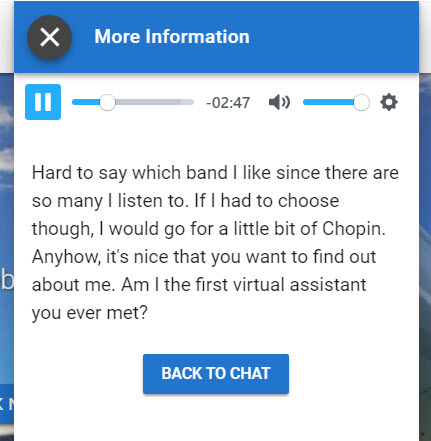 More Information
-02:47
Hard to say which band I like since there are
so many I listen to. If I had to choose
though, I would go for a little bit of Chopin.
Anyhow, it's nice that you want to find out
about me. Am I the first virtual assistant
you ever met?
BACK TO CHAT